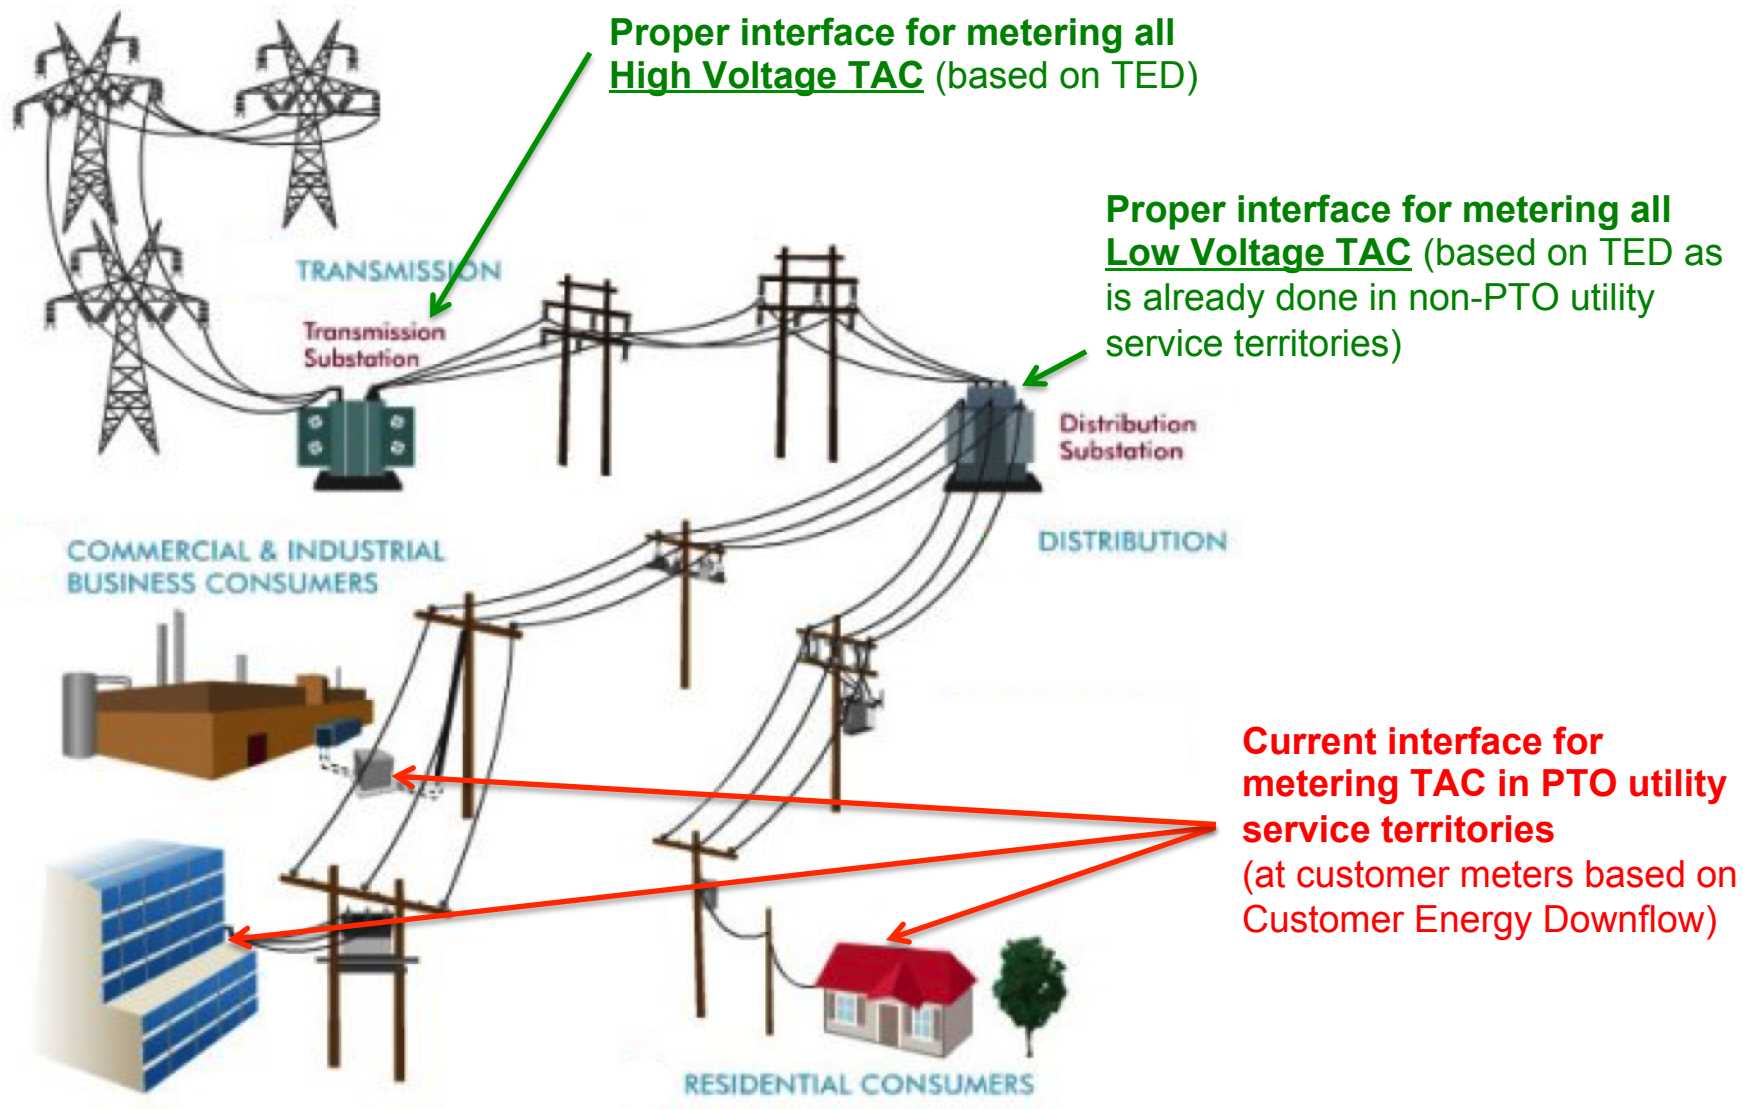 Proper interface for metering all
High Voltage TAC (based on TED)
Proper interface for metering all
Low Voltage TAC (based on TED as
is already done in non-PTO utility
service territories)
TRANSMISSION
Transmission
Substation
Distribution
Substation
DISTRIBUTION
COMMERCIAL & INDUSTRIAL
BUSINESS CONSUMERS
Current interface for
metering TAC in PTO utility
service territories
(at customer meters based on
Customer Energy Downflow)
RESIDENTIAL CONSUMERS